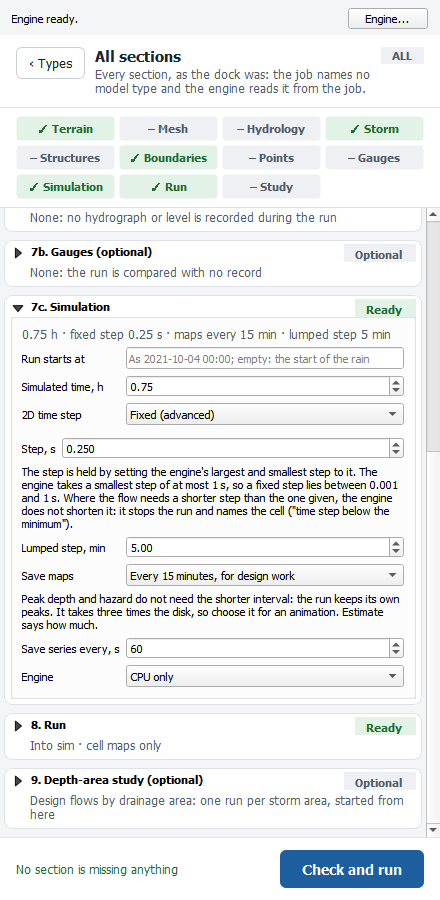 Engine ready.
Engine...
‹ Types
All sections
ALL
Every section, as the dock was: the job names no
model type and the engine reads it from the job.
✓ Terrain
– Mesh
– Hydrology
✓ Storm
– Structures
✓ Boundaries
– Points
– Gauges
✓ Simulation
✓ Run
– Study
None: no hydrograph or level is recorded during the run
7b. Gauges (optional)
Optional
None: the run is compared with no record
7c. Simulation
Ready
0.75 h · fixed step 0.25 s · maps every 15 min · lumped step 5 min
Run starts at
As 2021-10-04 00:00; empty: the start of the rain
Simulated time, h
0.75
2D time step
Fixed (advanced)
Step, s
0.250
The step is held by setting the engine's largest and smallest step to it. The
engine takes a smallest step of at most 1 s, so a fixed step lies between 0.001
and 1 s. Where the flow needs a shorter step than the one given, the engine
does not shorten it: it stops the run and names the cell ("time step below the
minimum").
Lumped step, min
5.00
Save maps
Every 15 minutes, for design work
Peak depth and hazard do not need the shorter interval: the run keeps its own
peaks. It takes three times the disk, so choose it for an animation. Estimate
says how much.
Save series every, s
60
Engine
CPU only
8. Run
Ready
Into sim · cell maps only
9. Depth-area study (optional)
Optional
Design flows by drainage area: one run per storm area, started from
here
No section is missing anything
Check and run